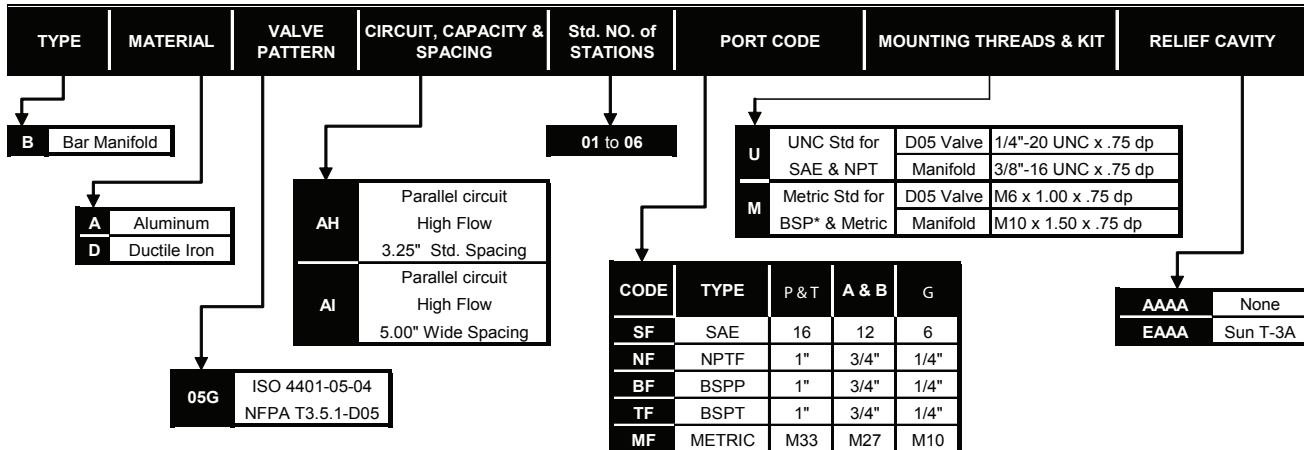 TYPE MATERIAL VALVE PATTERN CIRCUIT, CAPACITY & SPACING Std. NO. of STATIONS PORT CODE MOUNTING THREADS & KIT RELIEF CAVITY
B Bar Manifold
A Aluminum
D Ductile Iron
05G ISO 4401-05-04
NFPA T3.5.1-D05
AH Parallel circuit
High Flow
3.25" Std. Spacing
AI Parallel circuit
High Flow
5.00" Wide Spacing
01 to 06
CODE TYPE P & T A & B G
SF SAE 16 12 6
NF NPTF 1" 3/4" 1/4"
BF BSPP 1" 3/4" 1/4"
TF BSPT 1" 3/4" 1/4"
MF METRIC M33 M27 M10
U UNC Std for D05 Valve 1/4"-20 UNC x .75 dp
SAE & NPT Manifold 3/8"-16 UNC x .75 dp
M Metric Std for D05 Valve M6 x 1.00 x .75 dp
BSP* & Metric Manifold M10 x 1.50 x .75 dp
AAAA None
EAAA Sun T-3A